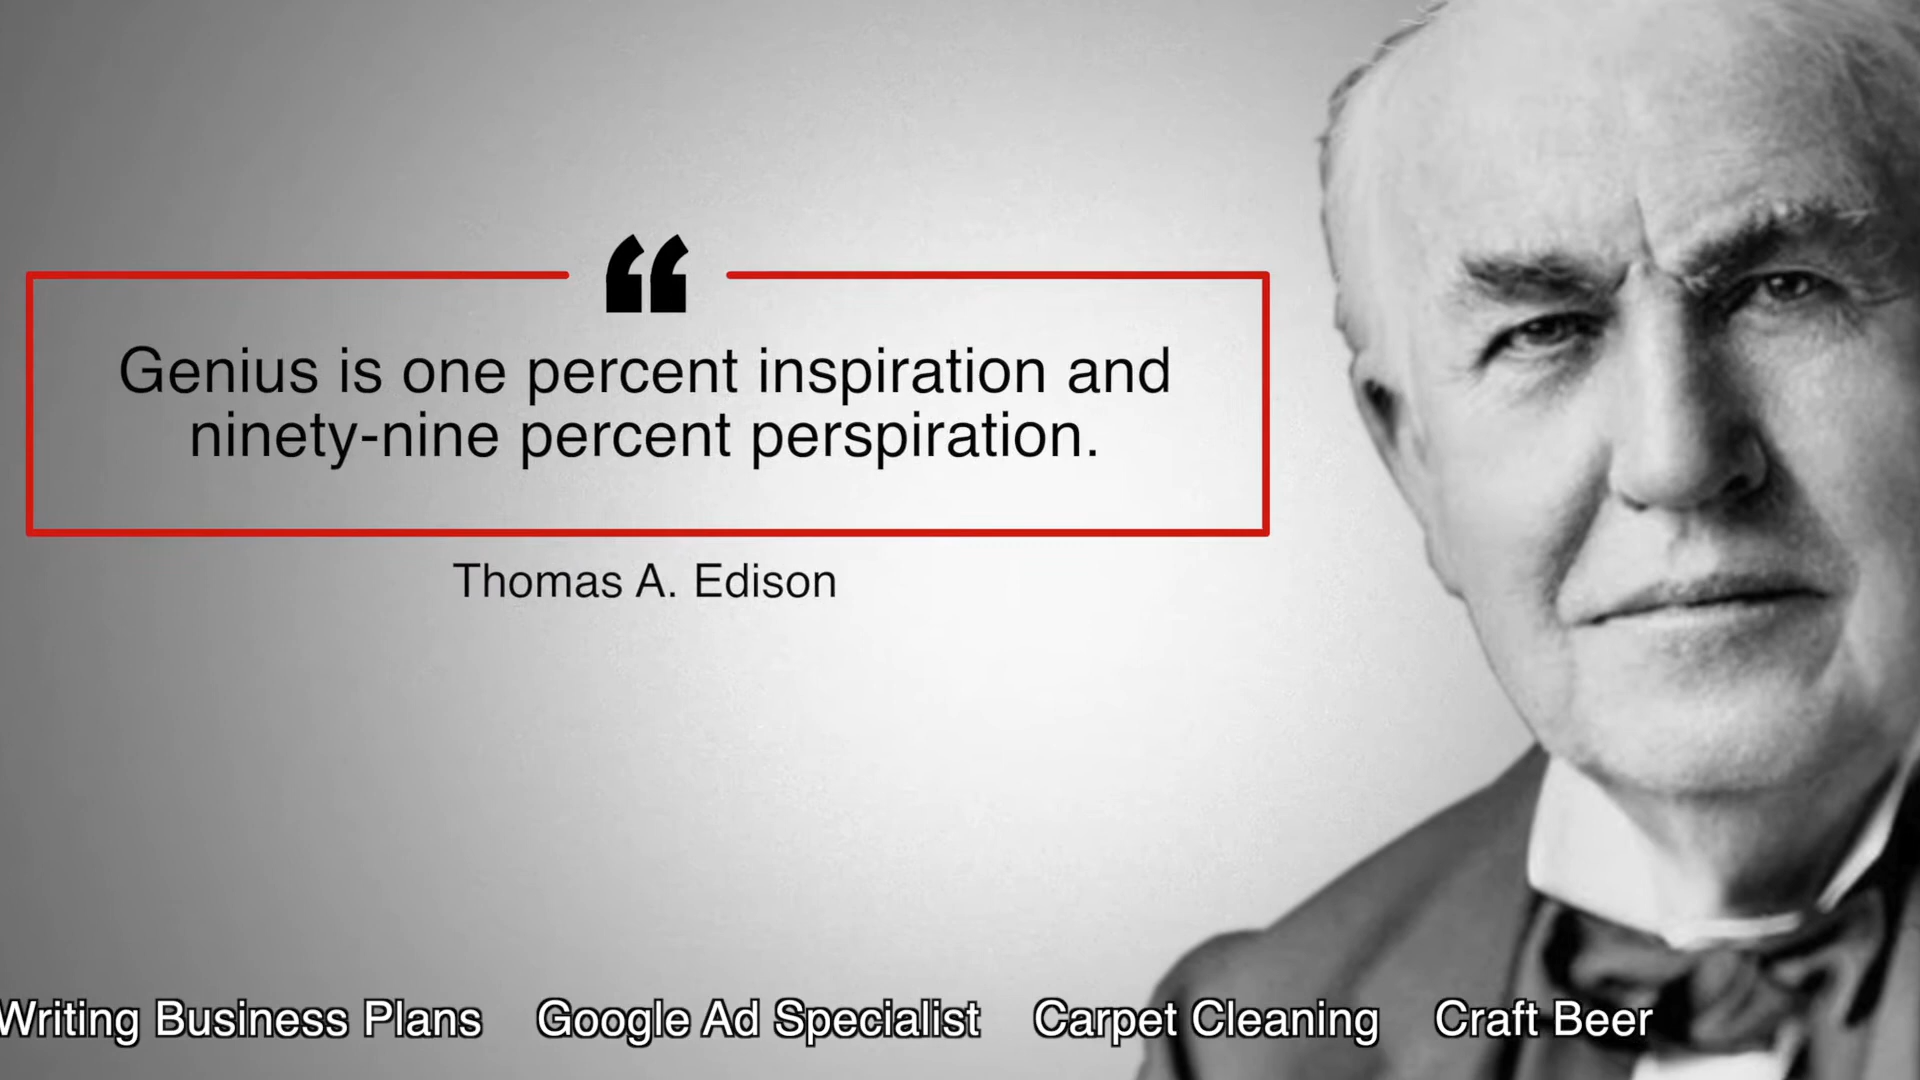 “
Genius is one percent inspiration and
ninety-nine percent perspiration.
Thomas A. Edison
Writing Business Plans Google Ad Specialist Carpet Cleaning Craft Beer